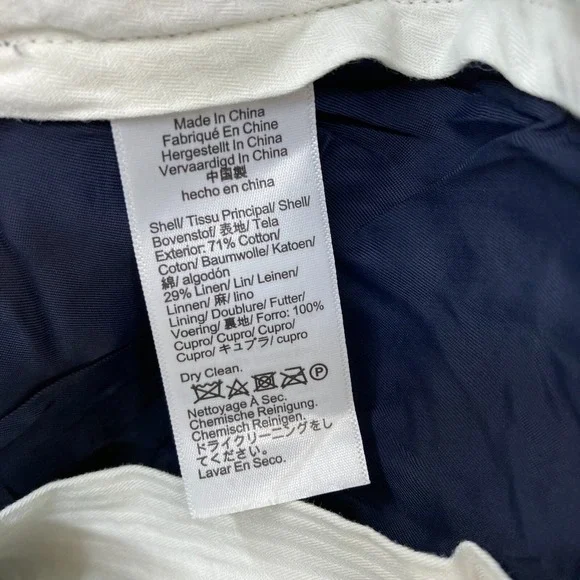 Made In China
Fabriqué En Chine
Hergestellt In China
Vervaardigd In China
中国製
hecho en china
Shell/ Tissu Principal/ Shell/
Bovenstof/ 表地/ Tela
Exterior: 71% Cotton/
Coton/ Baumwolle/ Katoen/
綿/ algodón
29% Linen/ Lin/ Leinen/
Linnen/ 麻/ lino
Lining/ Doublure/ Futter/
Voering/ 裏地/ Forro: 100%
Cupro/ Cupro/ Cupro/
Cupro/ キュプラ/ cupro
Dry Clean.
P
Nettoyage A Sec.
Chemische Reinigung.
Chemisch Reinigen.
ドライクリーニングをし
てください。
Lavar En Seco.